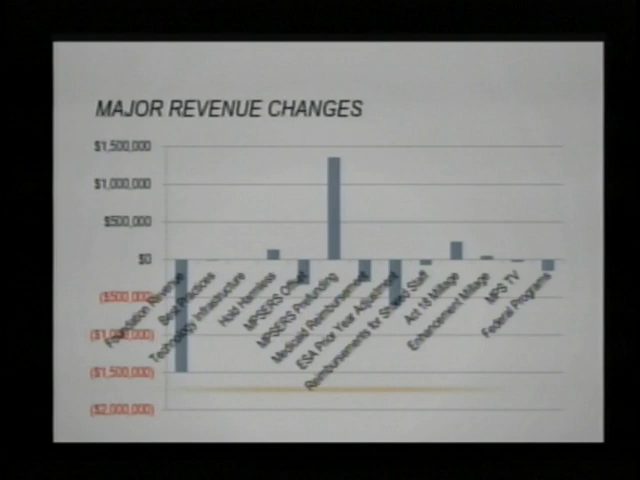 MAJOR REVENUE CHANGES
$1,500,000
$1,000,000
$500,000
$0
($500,000)
($1,000,000)
($1,500,000)
($2,000,000)
Foundation Revenue
Best Practices
Technology Infrastructure
Hold Harmless
MPSERS Offset
MPSERS Prefunding
Medicaid Reimbursement
ESA Prior Year Adjustment
Reimbursements for Shared Staff
Act 18 Millage
Enhancement Millage
MPS TV
Federal Programs